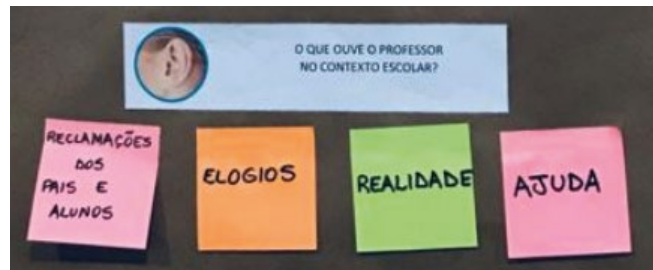 O QUE OUVE O PROFESSOR
NO CONTEXTO ESCOLAR?
RECLAMAÇÕES
DOS
PAIS E
ALUNOS
ELOGIOS
REALIDADE
AJUDA